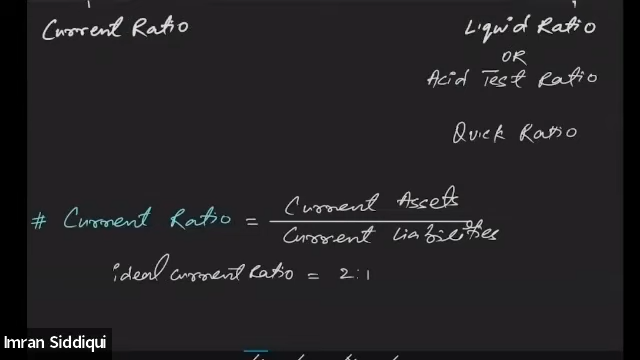 Current Ratio
Liquid Ratio
OR
Acid Test Ratio
Quick Ratio
# Current Ratio = Current Assets
Current Liabilities
ideal current Ratio = 2:1
Imran Siddiqui